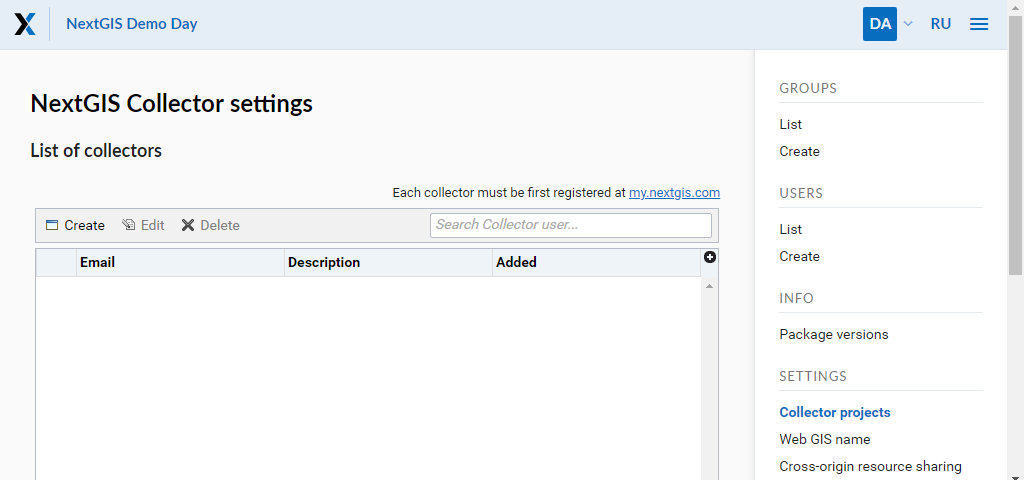 NextGIS Demo Day
DA
RU
NextGIS Collector settings
List of collectors
Each collector must be first registered at my.nextgis.com
Create
Edit
Delete
Search Collector user...
Email
Description
Added
GROUPS
List
Create
USERS
List
Create
INFO
Package versions
SETTINGS
Collector projects
Web GIS name
Cross-origin resource sharing